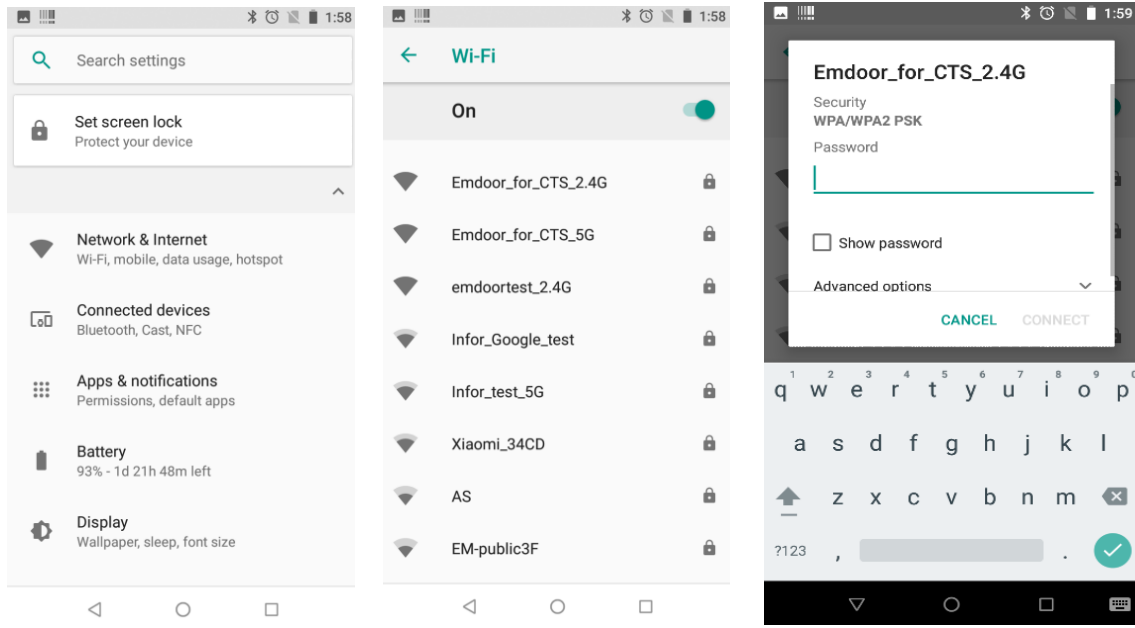 1:58
Search settings
Set screen lock
Protect your device
Network & Internet
Wi-Fi, mobile, data usage, hotspot
Connected devices
Bluetooth, Cast, NFC
Apps & notifications
Permissions, default apps
Battery
93% - 1d 21h 48m left
Display
Wallpaper, sleep, font size
1:58
Wi-Fi
On
Emdoor_for_CTS_2.4G
Emdoor_for_CTS_5G
emdoortest_2.4G
Infor_Google_test
Infor_test_5G
Xiaomi_34CD
AS
EM-public3F
1:59
Emdoor_for_CTS_2.4G
Security
WPA/WPA2 PSK
Password
Show password
Advanced options
CANCEL CONNECT
1 2 3 4 5 6 7 8 9 0
q w e r t y u i o p
a s d f g h j k l
z x c v b n m
?123 , .